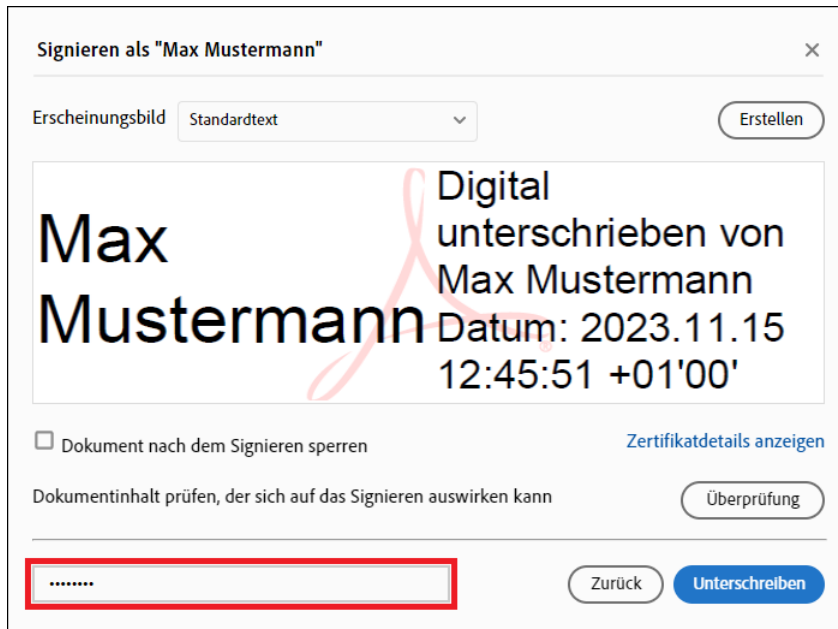 Signieren als "Max Mustermann"
Erscheinungsbild
Standardtext
Erstellen
Max
Mustermann
Digital
unterschrieben von
Max Mustermann
Datum: 2023.11.15
12:45:51 +01'00'
Dokument nach dem Signieren sperren
Zertifikatdetails anzeigen
Dokumentinhalt prüfen, der sich auf das Signieren auswirken kann
Überprüfung
••••••••
Zurück
Unterschreiben